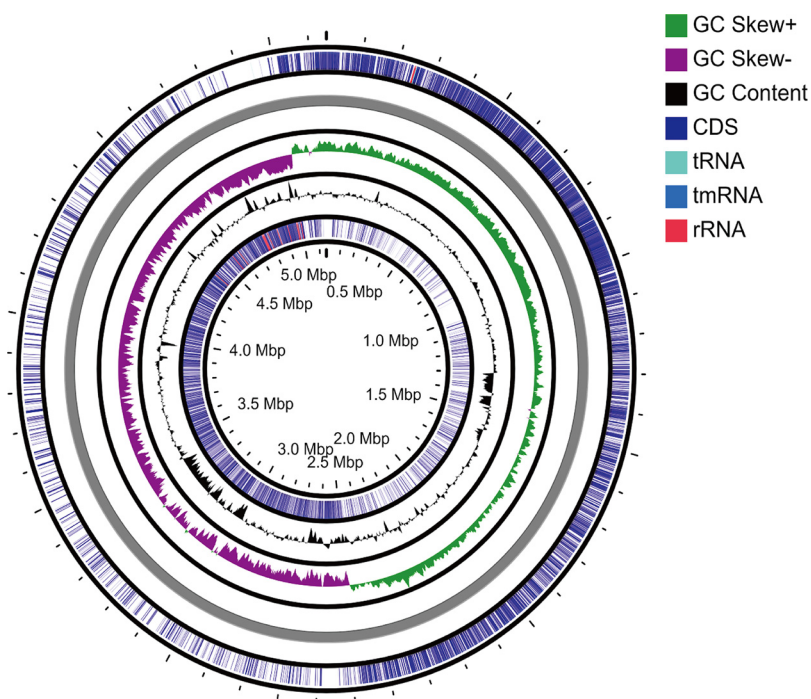 GC Skew+
GC Skew-
GC Content
CDS
tRNA
tmRNA
rRNA
5.0 Mbp
0.5 Mbp
4.5 Mbp
1.0 Mbp
4.0 Mbp
1.5 Mbp
3.5 Mbp
2.0 Mbp
3.0 Mbp
2.5 Mbp